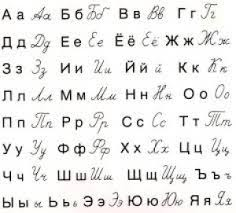 Аа Аа Бб Бб Вв Вв Гг Гг
Дд Дд Ее Ее Ёё Ёё Жж Жж
Зз Зз Ии Ии Йй й Кк Кк
Лл Лл Мм Мм Нн Нн Оо Оо
Пп Пп Рр Рр Сс Сс Тт Тт
Уу Уу Фф Фф Хх Хх Цц Цц
Чч Чч Шш Шш Щщ Щщ Ъъ ъ
Ыы ы Ьь ь Ээ Ээ Юю Юю Яя Яя